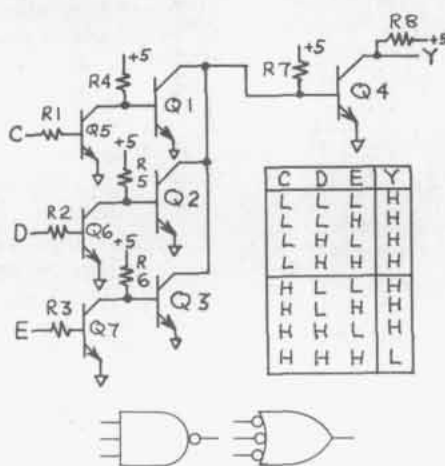 R8
+5
Y
+5
R7
Q4
+5
R4
Q1
R1
C
Q5
+5
R
5
Q2
R2
D
Q6
+5
R
6
Q3
R3
E
Q7
C D E Y
L L L H
L L H H
L H L H
L H H H
H L L H
H L H H
H H L H
H H H L